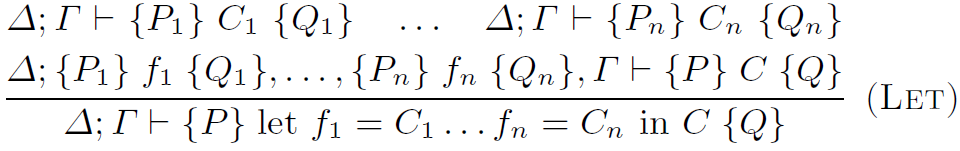 Δ; Γ ⊢ {P₁} C₁ {Q₁} ... Δ; Γ ⊢ {Pₙ} Cₙ {Qₙ}
Δ; {P₁} f₁ {Q₁}, ..., {Pₙ} fₙ {Qₙ}, Γ ⊢ {P} C {Q}
(LET)
Δ; Γ ⊢ {P} let f₁ = C₁ ... fₙ = Cₙ in C {Q}